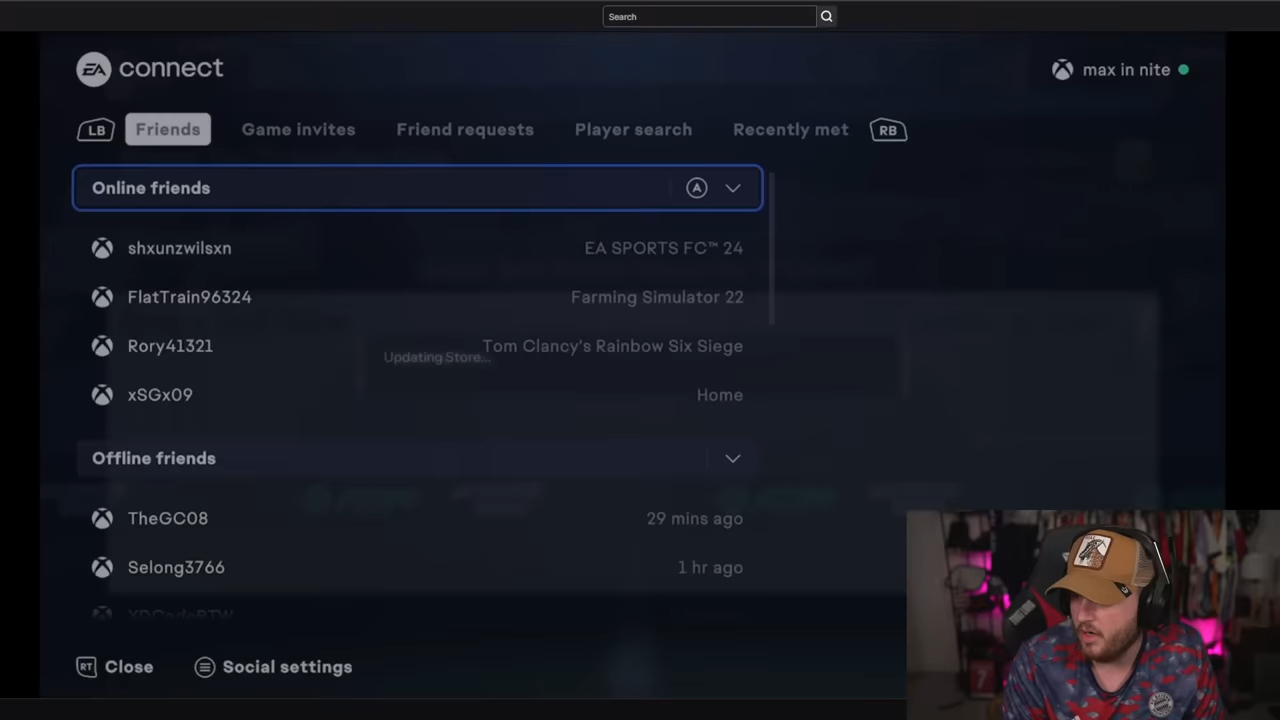 Search
EA connect
max in nite
LB Friends Game invites Friend requests Player search Recently met RB
Online friends A
shxunzwilsxn EA SPORTS FC™ 24
FlatTrain96324 Farming Simulator 22
Rory41321 Tom Clancy's Rainbow Six Siege
Updating Store...
xSGx09 Home
Offline friends
TheGC08 29 mins ago
Selong3766 1 hr ago
RT Close Social settings
7